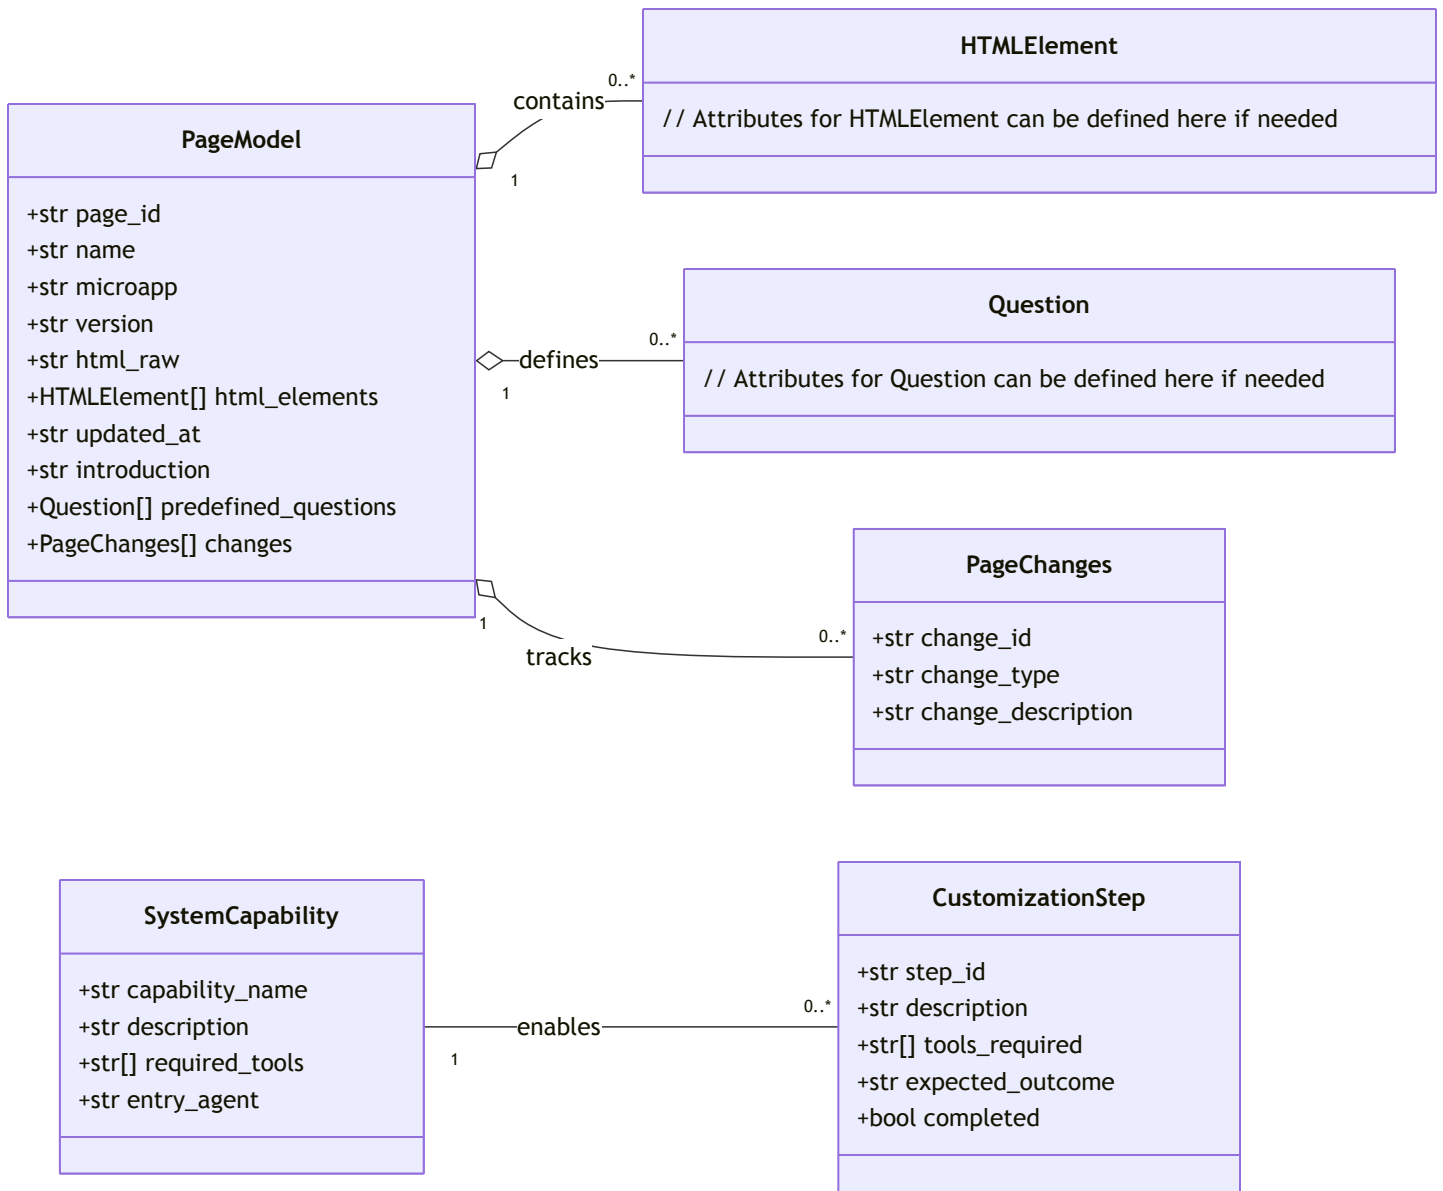 HTMLElement
// Attributes for HTMLElement can be defined here if needed
0..*
contains
1
PageModel
+str page_id
+str name
+str microapp
+str version
+str html_raw
+HTMLElement[] html_elements
+str updated_at
+str introduction
+Question[] predefined_questions
+PageChanges[] changes
Question
// Attributes for Question can be defined here if needed
0..*
defines
1
PageChanges
+str change_id
+str change_type
+str change_description
0..*
1
tracks
SystemCapability
+str capability_name
+str description
+str[] required_tools
+str entry_agent
0..*
enables
1
CustomizationStep
+str step_id
+str description
+str[] tools_required
+str expected_outcome
+bool completed